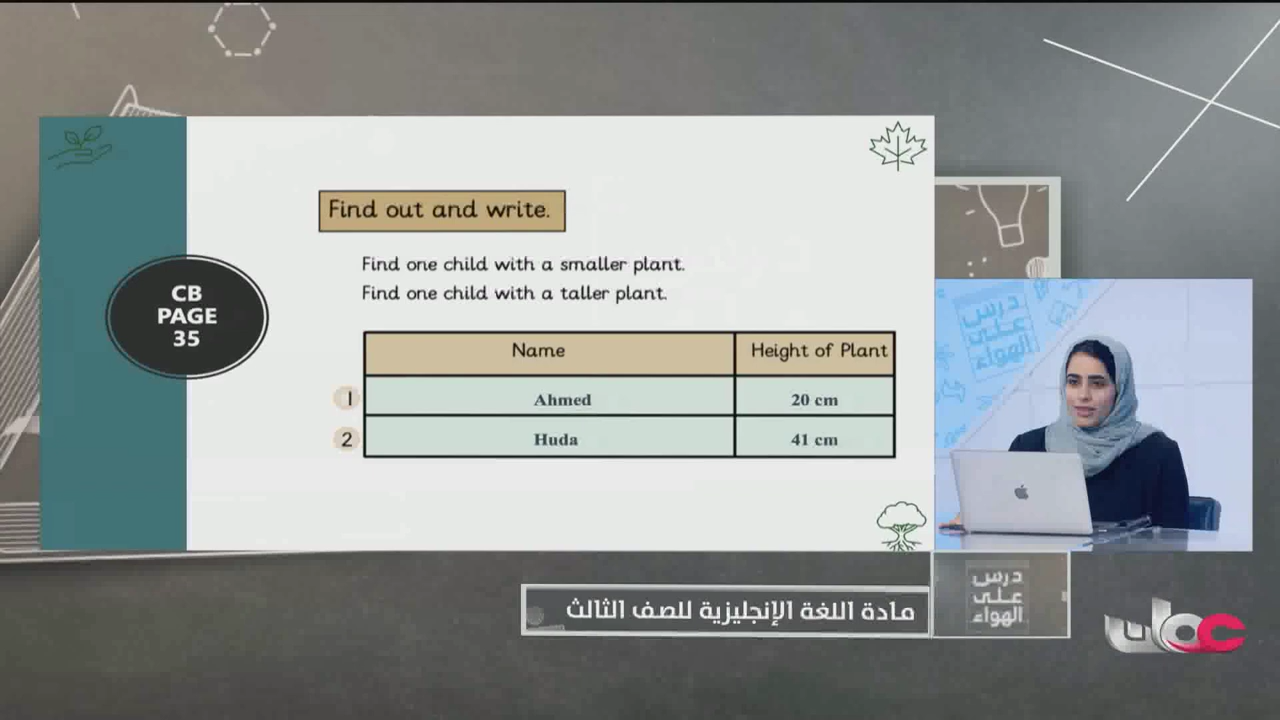 Find out and write.
Find one child with a smaller plant.
Find one child with a taller plant.
CB
PAGE
35
Name Height of Plant
1 Ahmed 20 cm
2 Huda 41 cm
درس
على
الهواء
مادة اللغة الإنجليزية للصف الثالث
درس
على
الهواء